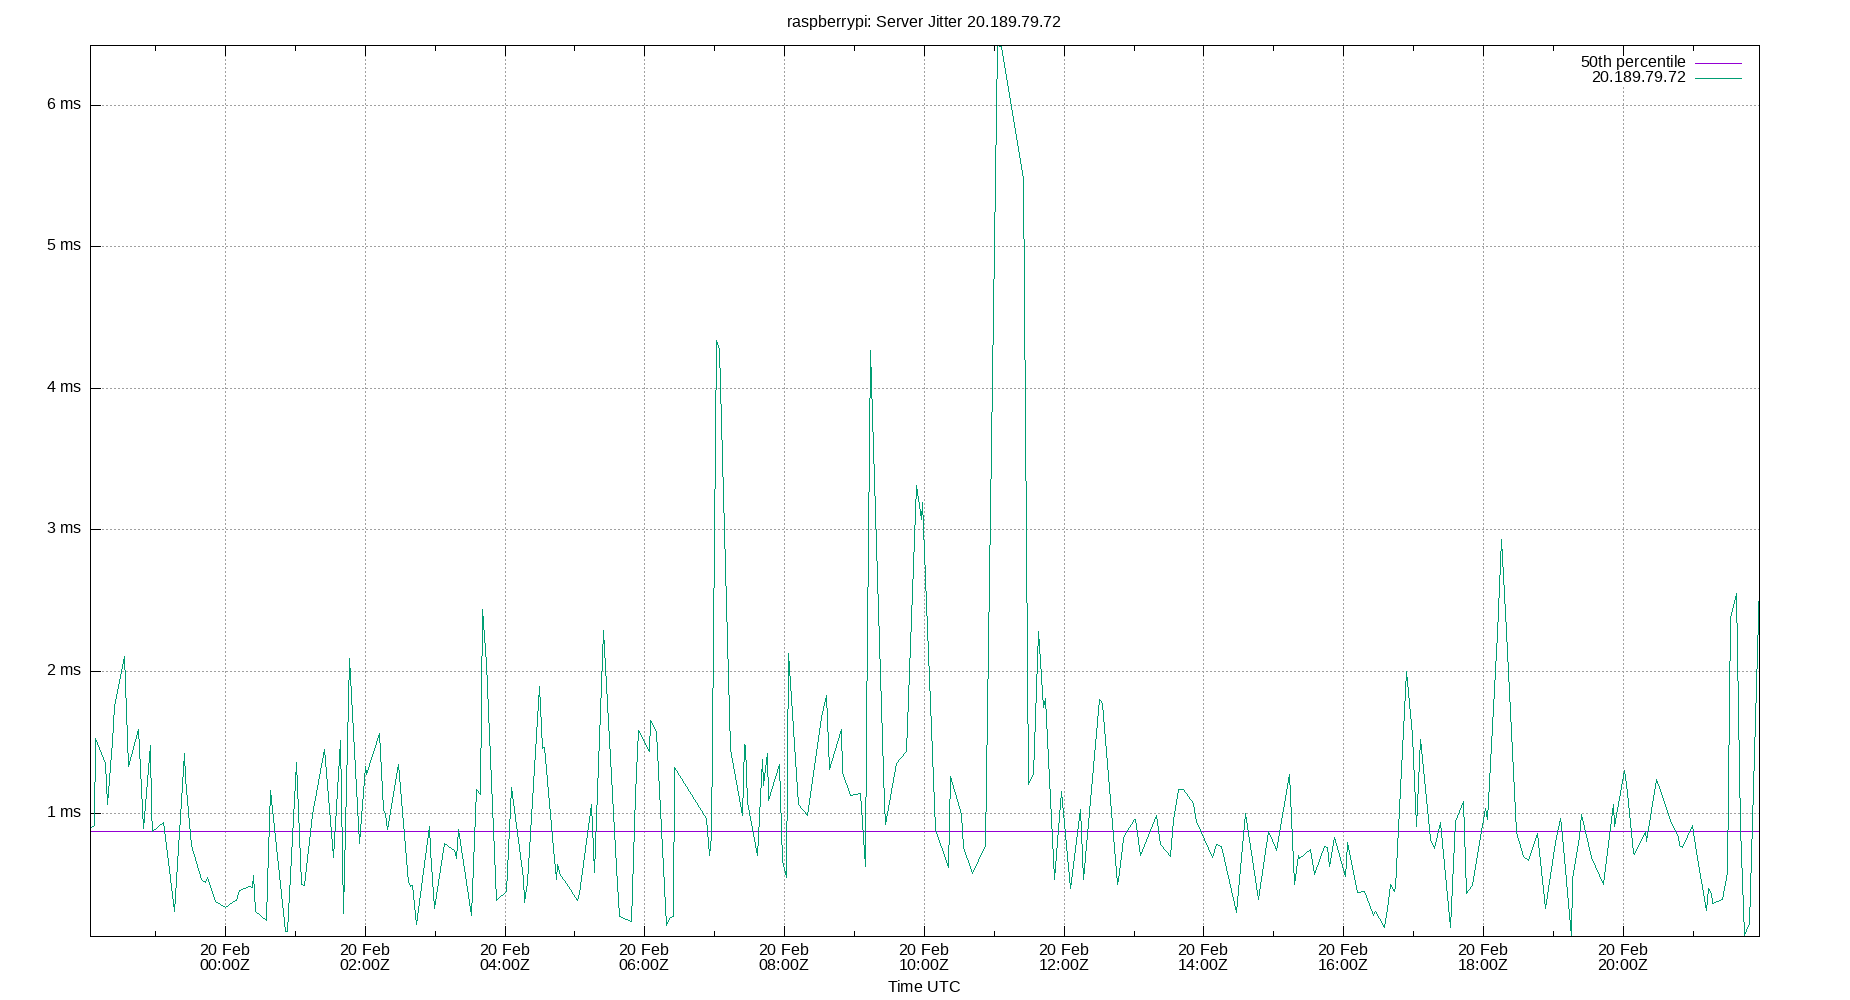 raspberrypi: Server Jitter 20.189.79.72
50th percentile
20.189.79.72
6 ms
5 ms
4 ms
3 ms
2 ms
1 ms
20 Feb 20 Feb 20 Feb 20 Feb 20 Feb 20 Feb 20 Feb 20 Feb 20 Feb 20 Feb 20 Feb
00:00Z 02:00Z 04:00Z 06:00Z 08:00Z 10:00Z 12:00Z 14:00Z 16:00Z 18:00Z 20:00Z
Time UTC